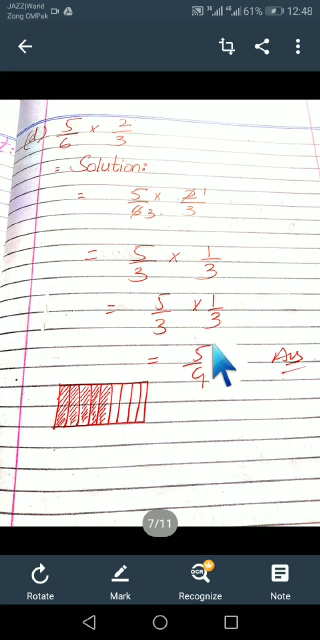 JAZZ|Warid
Zong CMPak
61% 12:48
(d) 5/6 × 2/3
= Solution:
= 5/6 3 × 2 1/3
= 5/3 × 1/3
= 5/3 × 1/3
= 5/9 Ans
7/11
Rotate Mark OCR Recognize Note